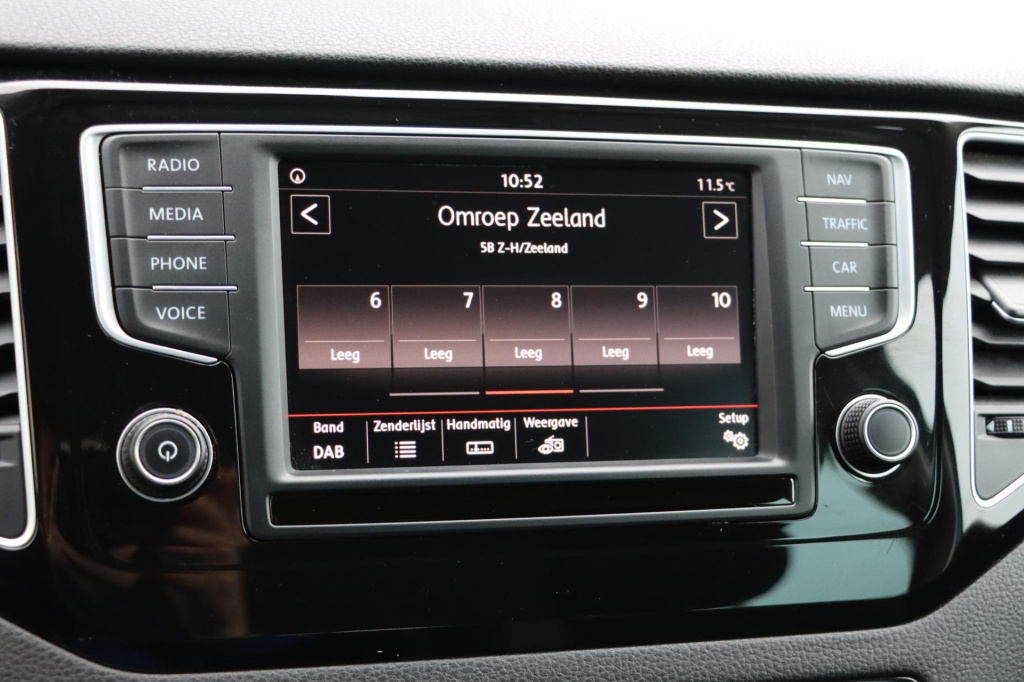 RADIO
MEDIA
PHONE
VOICE
10:52
11.5°C
<
Omroep Zeeland
>
5B Z-H/Zeeland
6 7 8 9 10
Leeg Leeg Leeg Leeg Leeg
Band Zenderlijst Handmatig Weergave Setup
DAB
NAV
TRAFFIC
CAR
MENU